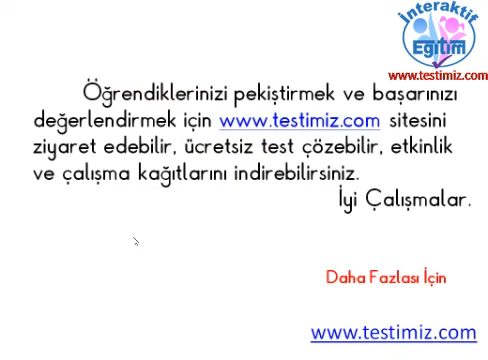 İnteraktif
Eğitim
www.testimiz.com
Öğrendiklerinizi pekiştirmek ve başarınızı
değerlendirmek için www.testimiz.com sitesini
ziyaret edebilir, ücretsiz test çözebilir, etkinlik
ve çalışma kağıtlarını indirebilirsiniz.
İyi Çalışmalar.
Daha Fazlası İçin
www.testimiz.com